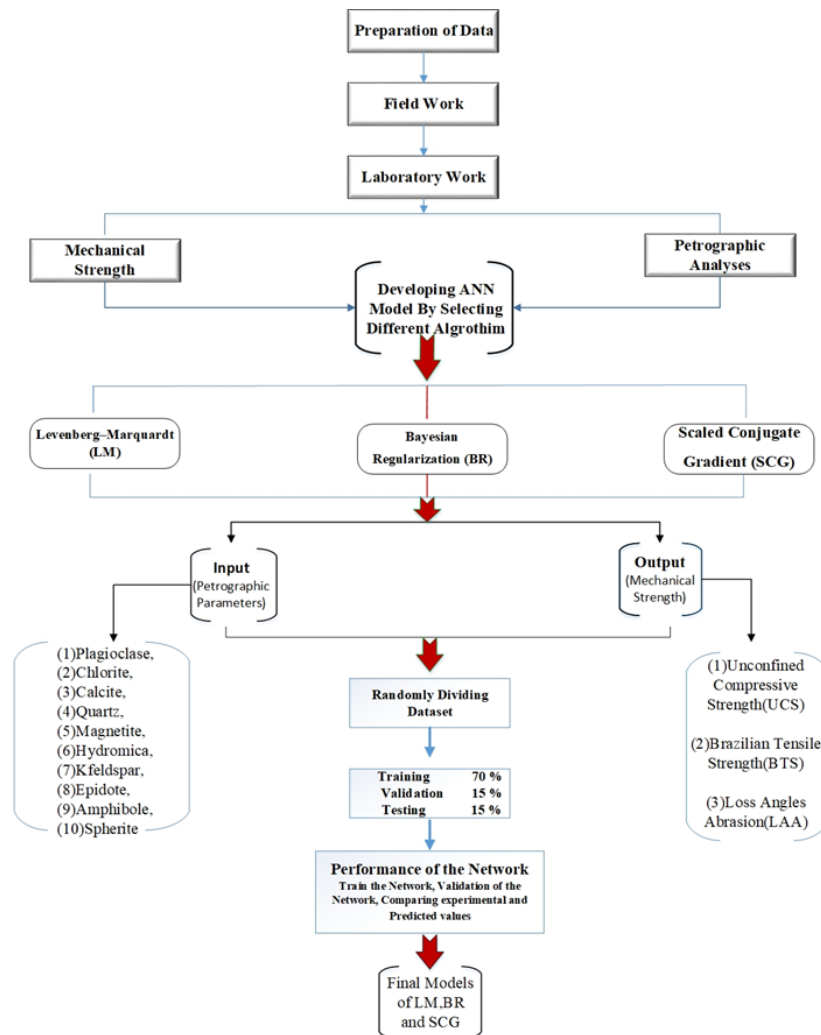 Preparation of Data
Field Work
Laboratory Work
Mechanical
Strength
Petrographic
Analyses
Developing ANN
Model By Selecting
Different Algrothim
Levenberg–Marquardt
(LM)
Bayesian
Regularization (BR)
Scaled Conjugate
Gradient (SCG)
Input
(Petrographic
Parameters)
Output
(Mechanical
Strength)
(1)Plagioclase,
(2)Chlorite,
(3)Calcite,
(4)Quartz,
(5)Magnetite,
(6)Hydromica,
(7)Kfeldspar,
(8)Epidote,
(9)Amphibole,
(10)Spherite
(1)Unconfined
Compressive
Strength(UCS)
(2)Brazilian Tensile
Strength(BTS)
(3)Loss Angles
Abrasion(LAA)
Randomly Dividing
Dataset
Training 70 %
Validation 15 %
Testing 15 %
Performance of the Network
Train the Network, Validation of the
Network, Comparing experimental and
Predicted values
Final Models
of LM,BR
and SCG